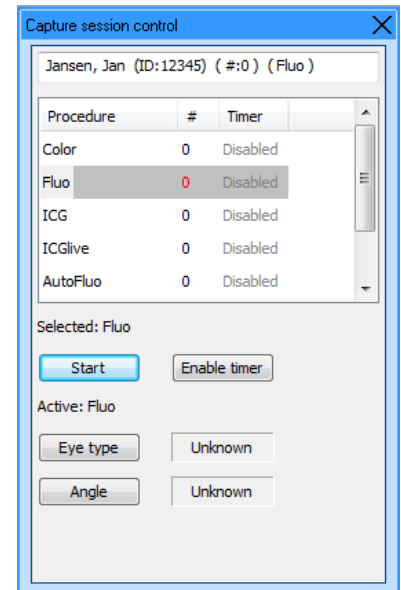 Capture session control
Jansen, Jan (ID:12345) ( #:0 ) ( Fluo )
Procedure # Timer
Color 0 Disabled
Fluo 0 Disabled
ICG 0 Disabled
ICGlive 0 Disabled
AutoFluo 0 Disabled
Selected: Fluo
Start Enable timer
Active: Fluo
Eye type Unknown
Angle Unknown